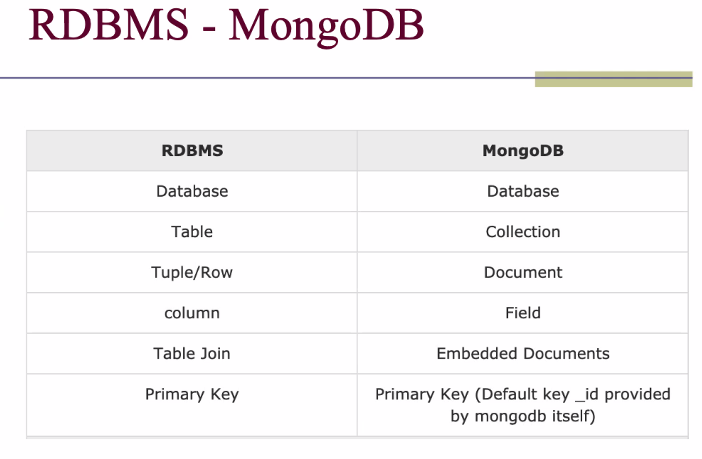 RDBMS - MongoDB
RDBMS MongoDB
Database Database
Table Collection
Tuple/Row Document
column Field
Table Join Embedded Documents
Primary Key Primary Key (Default key _id provided
by mongodb itself)